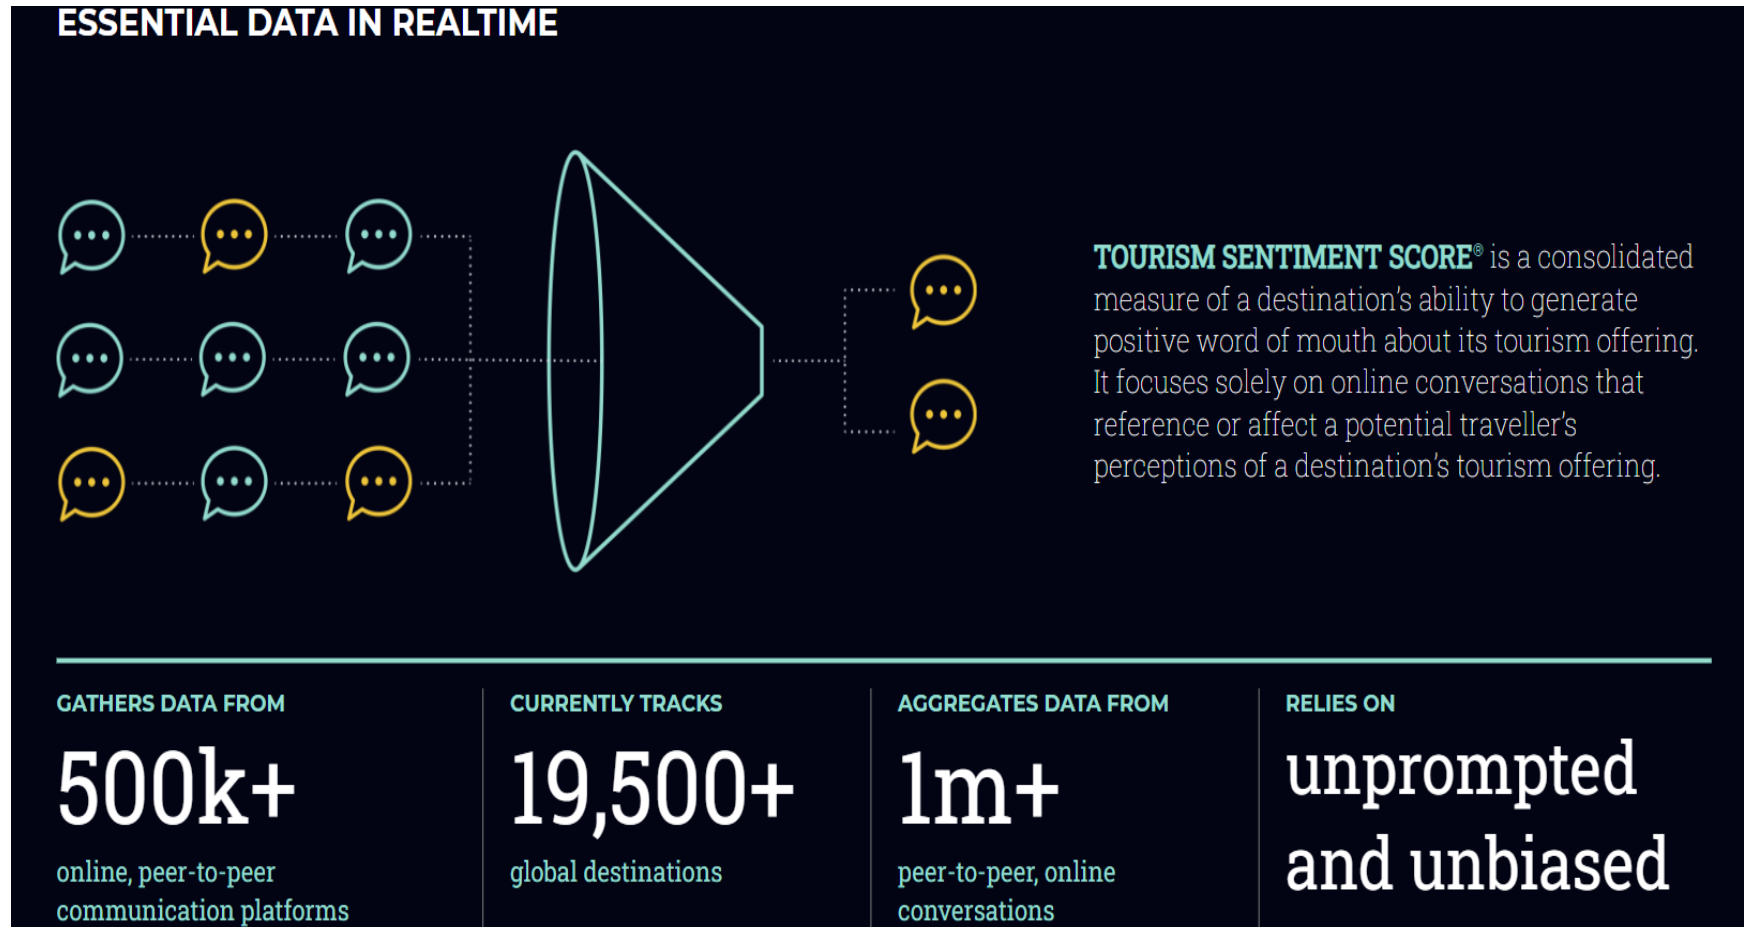 ESSENTIAL DATA IN REALTIME
TOURISM SENTIMENT SCORE® is a consolidated
measure of a destination's ability to generate
positive word of mouth about its tourism offering.
It focuses solely on online conversations that
reference or affect a potential traveller's
perceptions of a destination's tourism offering.
GATHERS DATA FROM
500k+
online, peer-to-peer
communication platforms
CURRENTLY TRACKS
19,500+
global destinations
AGGREGATES DATA FROM
1m+
peer-to-peer, online
conversations
RELIES ON
unprompted
and unbiased